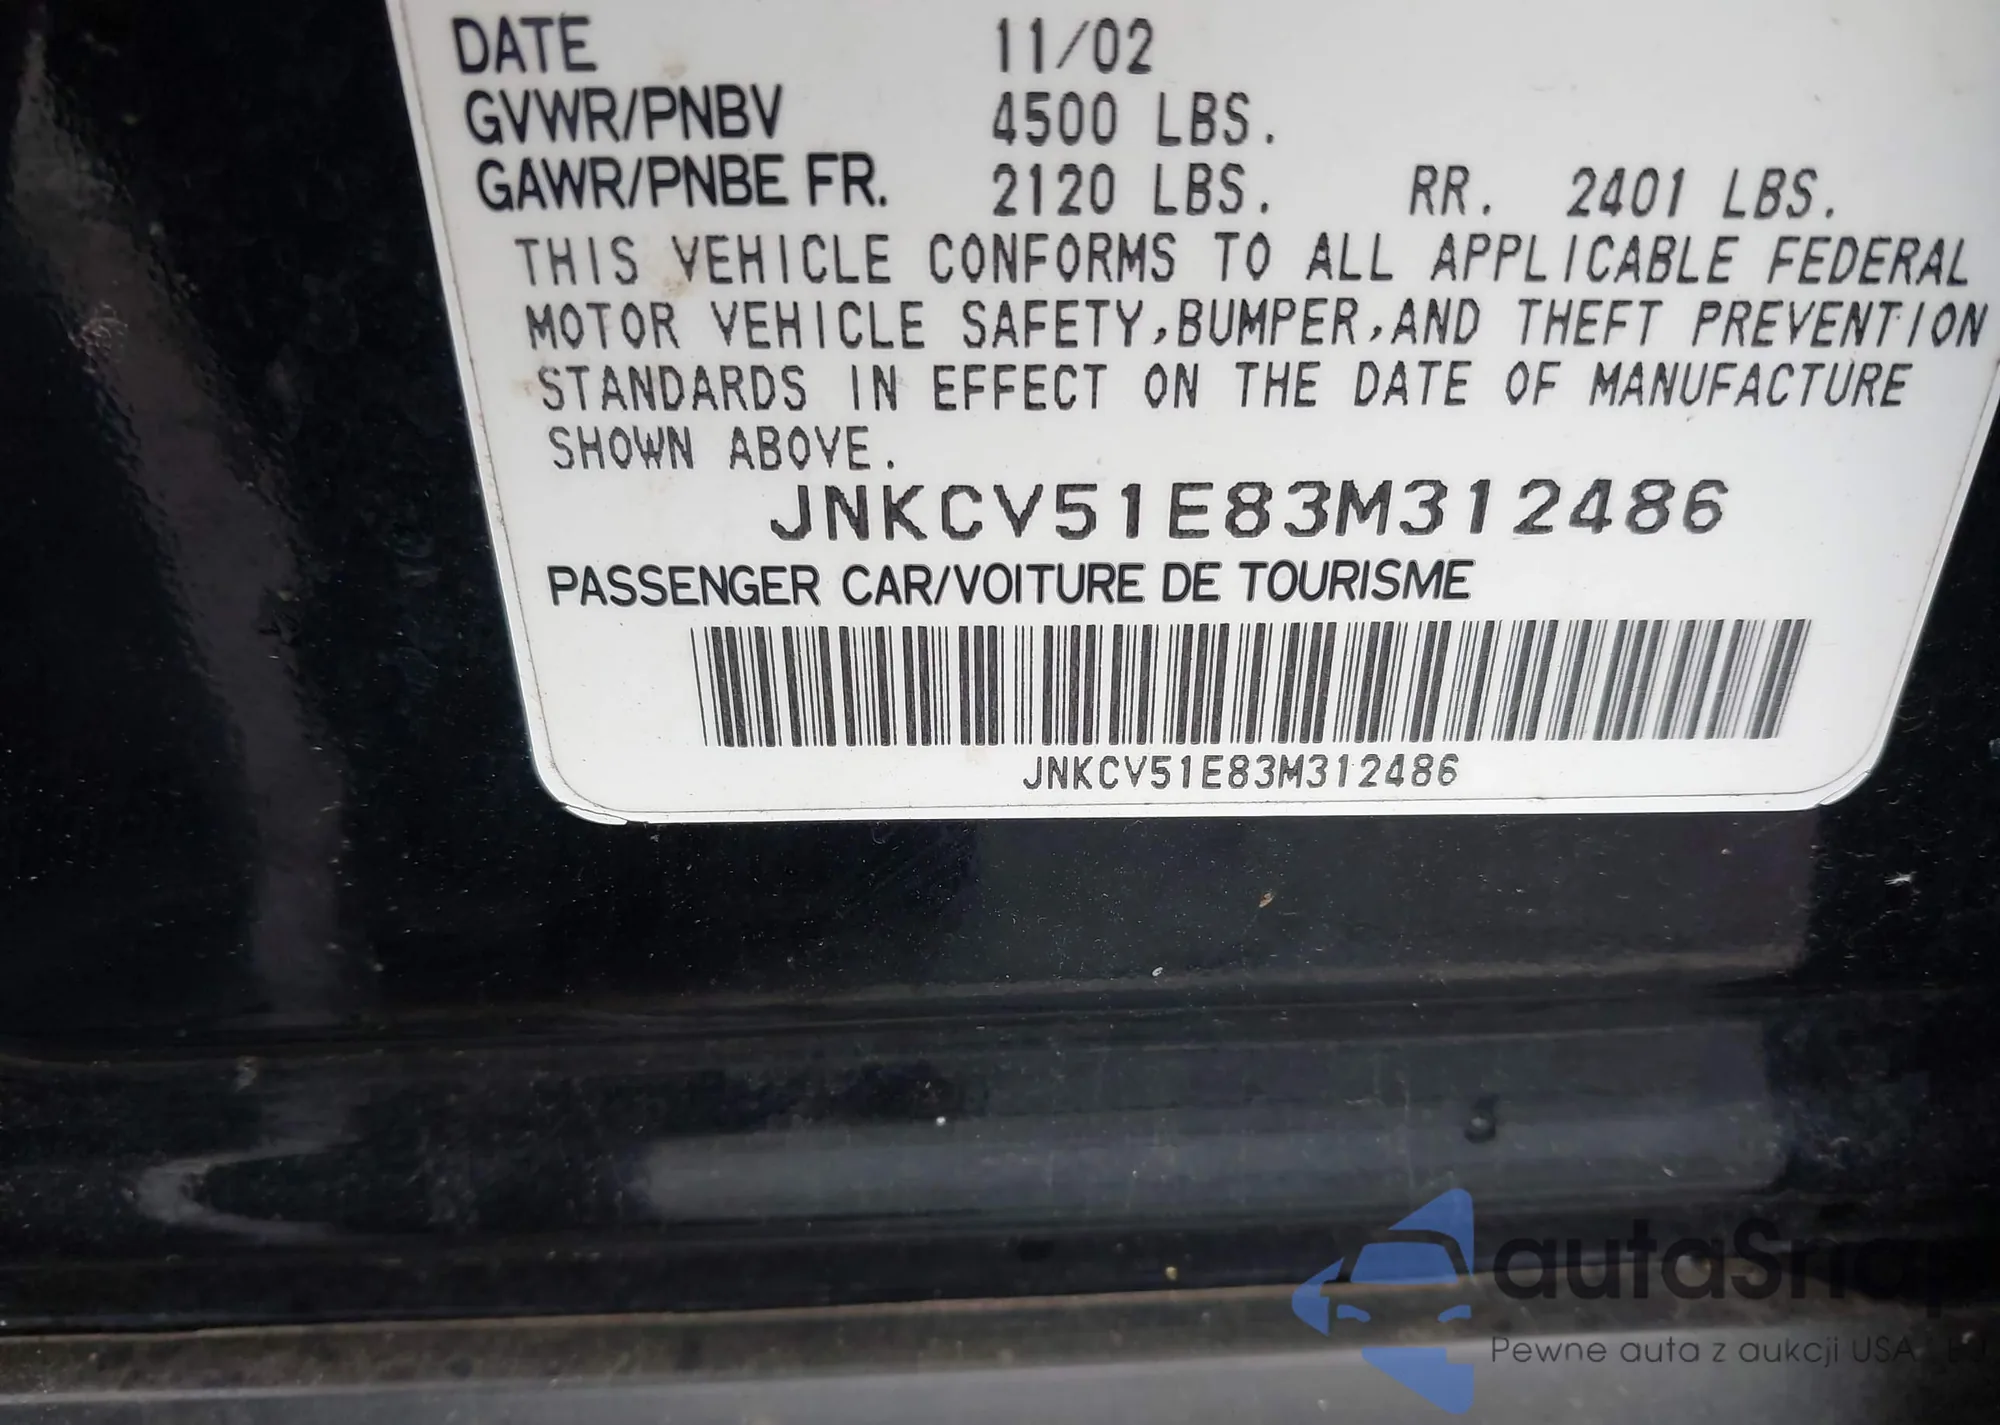 DATE 11/02
GVWR/PNBV 4500 LBS.
GAWR/PNBE FR. 2120 LBS. RR. 2401 LBS.
THIS VEHICLE CONFORMS TO ALL APPLICABLE FEDERAL
MOTOR VEHICLE SAFETY,BUMPER,AND THEFT PREVENTION
STANDARDS IN EFFECT ON THE DATE OF MANUFACTURE
SHOWN ABOVE.
JNKCV51E83M312486
PASSENGER CAR/VOITURE DE TOURISME
JNKCV51E83M312486
autaSnap
Pewne auta z aukcji USA i EU